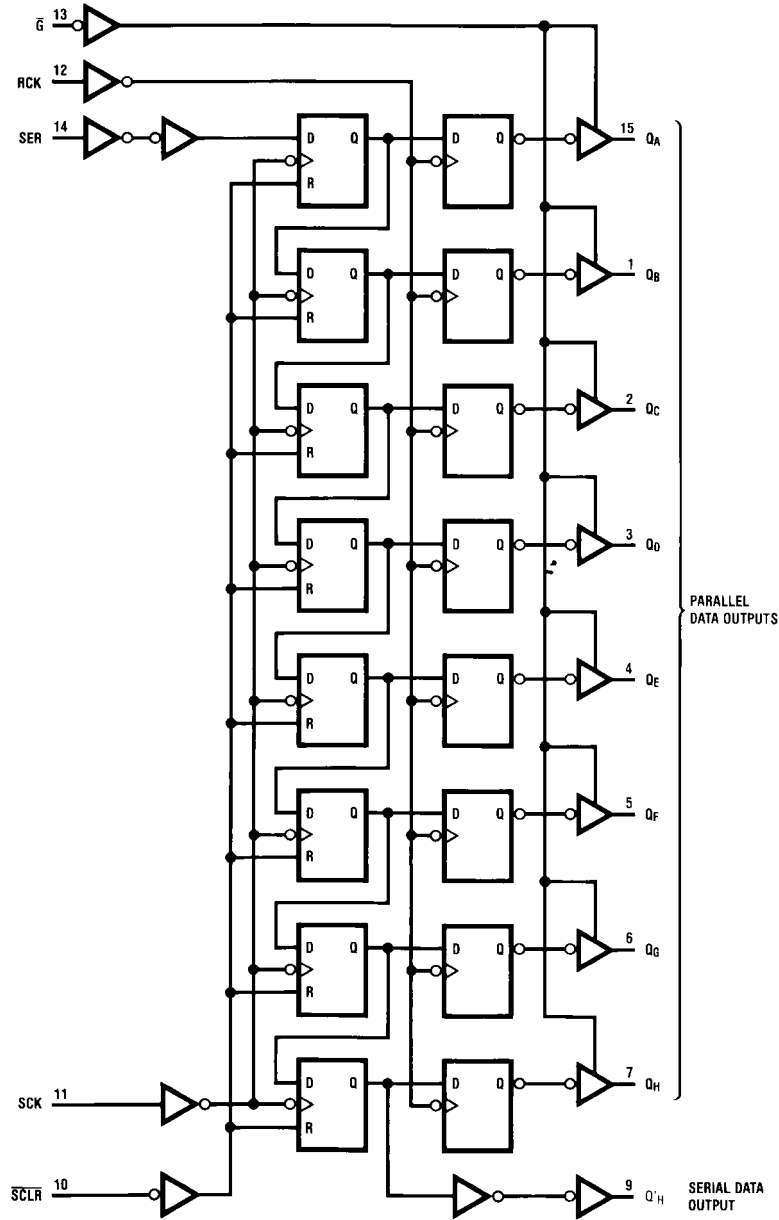 G̅ 13
RCK 12
SER 14
D Q D Q
R
15 QA
D Q D Q
R
1 QB
D Q D Q
R
2 QC
D Q D Q
R
3 QD
PARALLEL
DATA OUTPUTS
D Q D Q
R
4 QE
D Q D Q
R
5 QF
D Q D Q
R
6 QG
D Q D Q
R
7 QH
SCK 11
S̅C̅L̅R̅ 10
9 Q'H
SERIAL DATA
OUTPUT